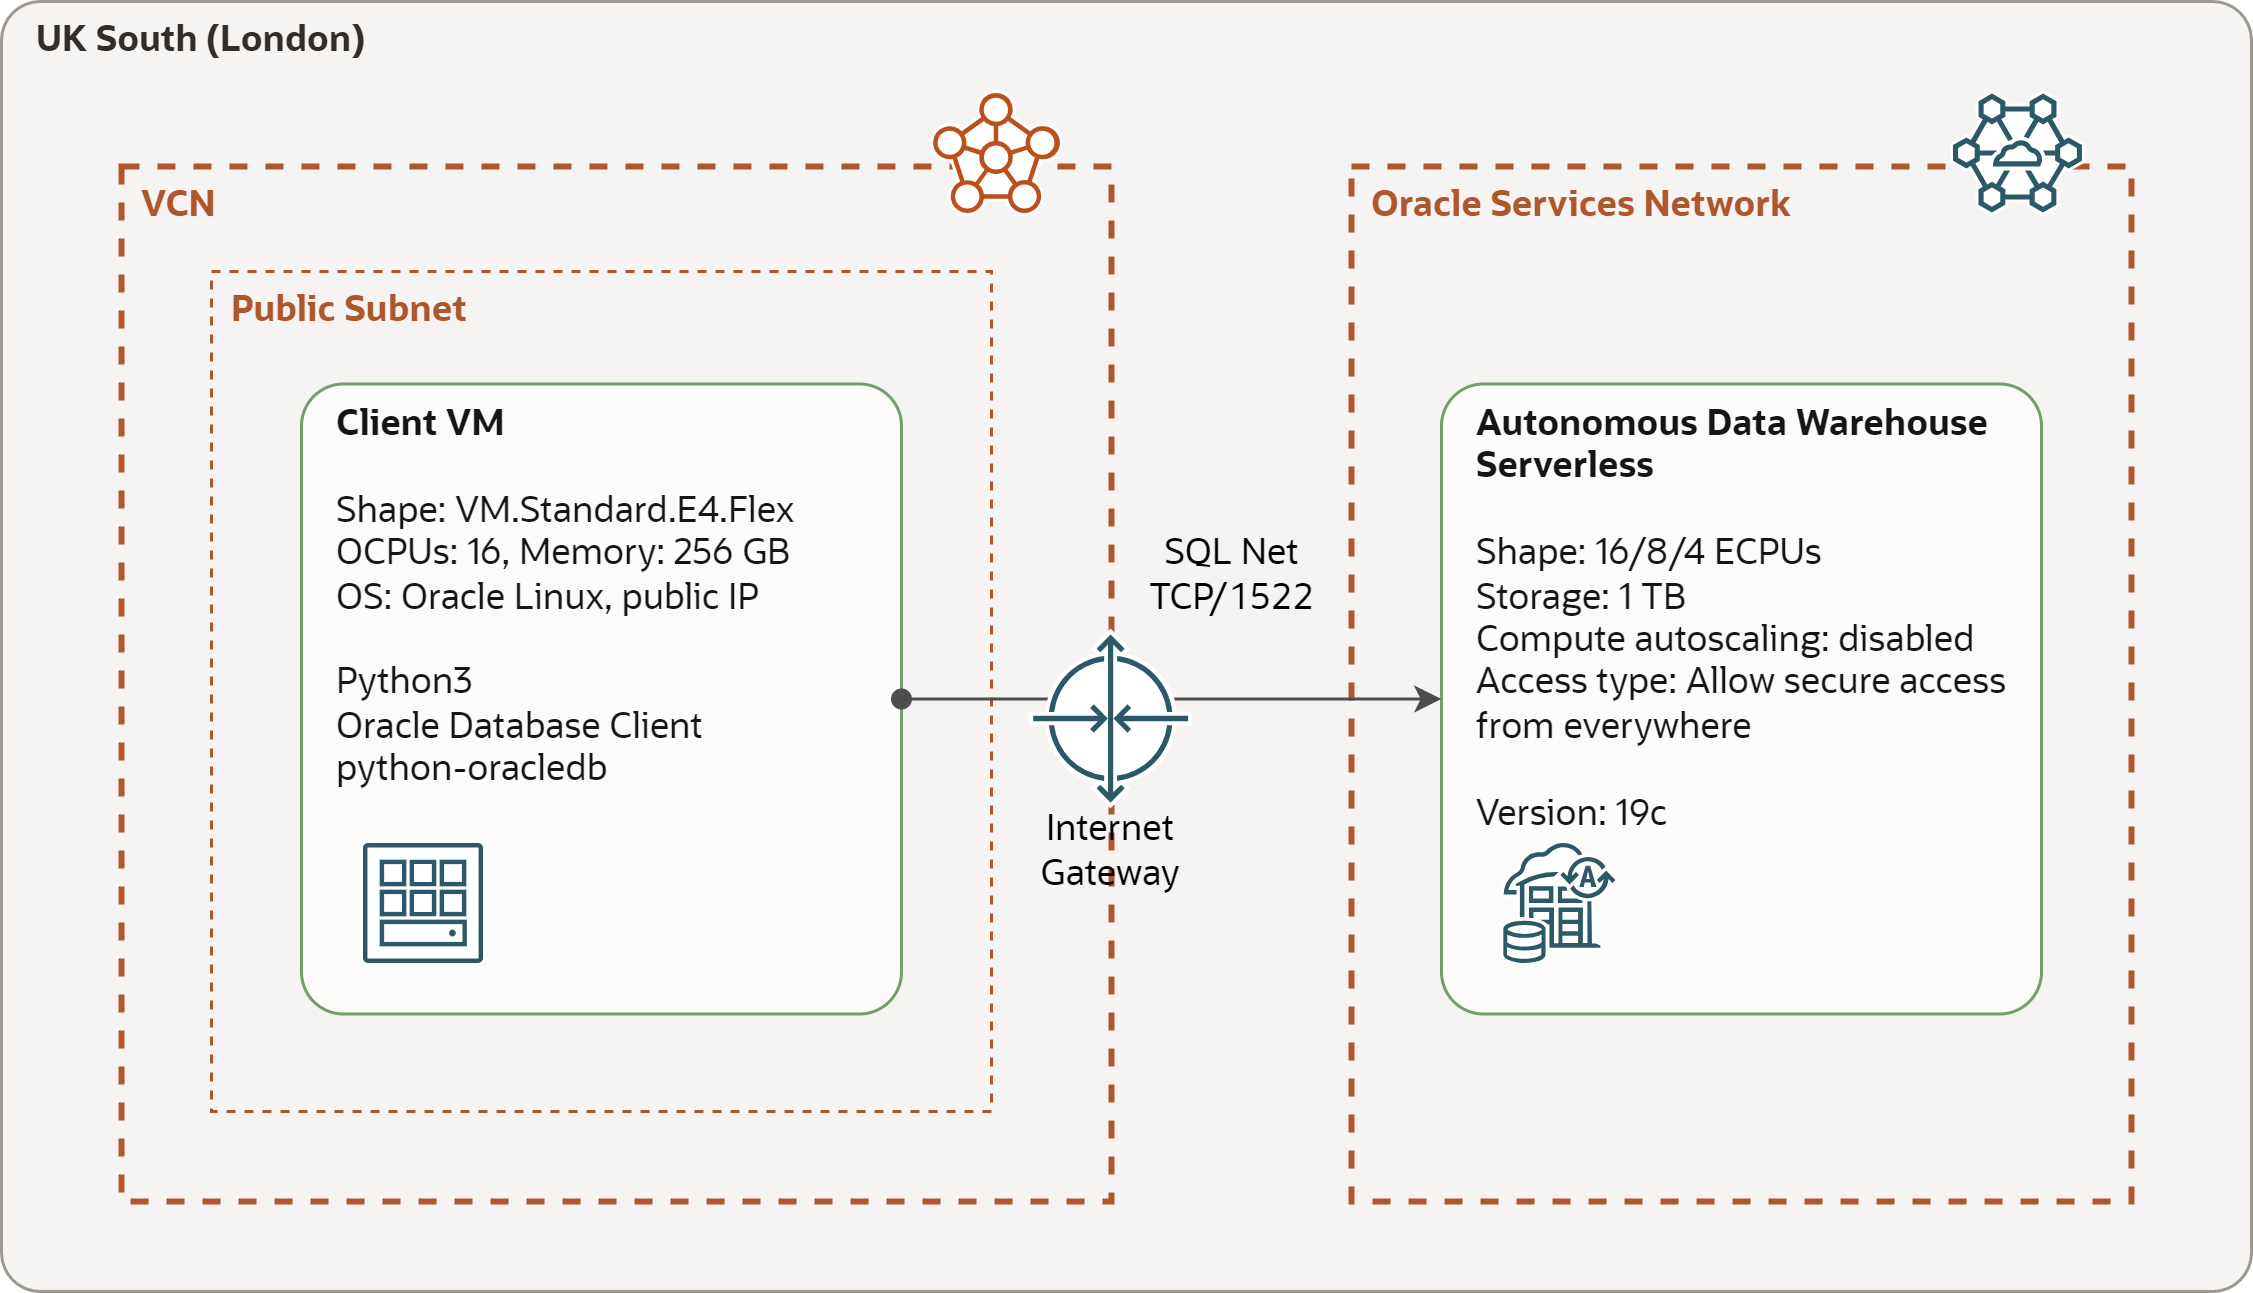 UK South (London)
VCN
Public Subnet
Client VM
Shape: VM.Standard.E4.Flex
OCPUs: 16, Memory: 256 GB
OS: Oracle Linux, public IP
Python3
Oracle Database Client
python-oracledb
SQL Net
TCP/1522
Internet
Gateway
Oracle Services Network
Autonomous Data Warehouse
Serverless
Shape: 16/8/4 ECPUs
Storage: 1 TB
Compute autoscaling: disabled
Access type: Allow secure access
from everywhere
Version: 19c
A